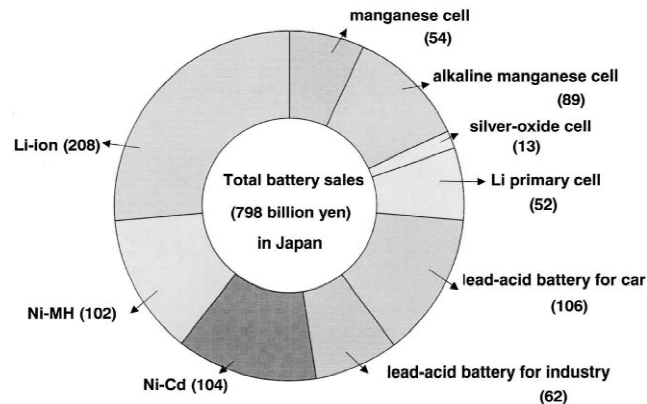 manganese cell
(54)
alkaline manganese cell
(89)
silver-oxide cell
(13)
Li primary cell
(52)
lead-acid battery for car
(106)
lead-acid battery for industry
(62)
Ni-Cd (104)
Ni-MH (102)
Li-ion (208)
Total battery sales
(798 billion yen)
in Japan